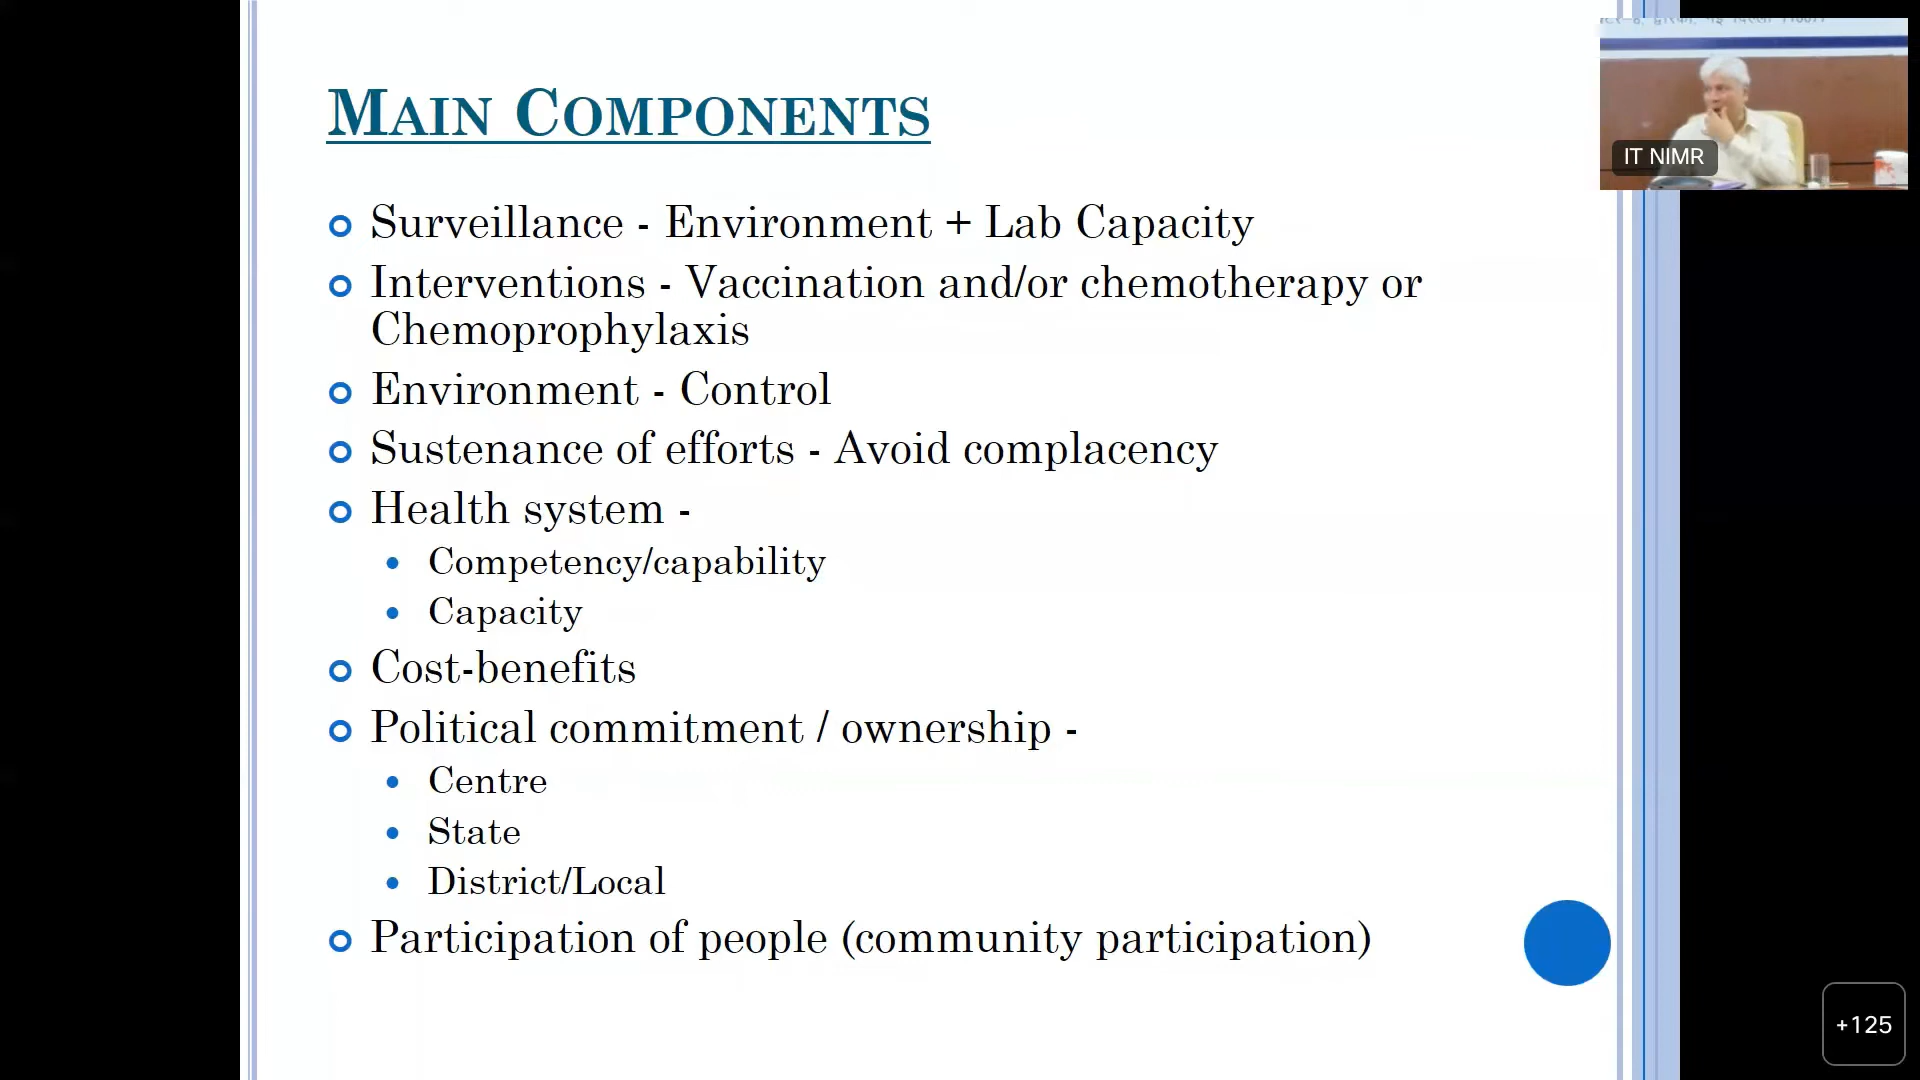 MAIN COMPONENTS
Surveillance - Environment + Lab Capacity
Interventions - Vaccination and/or chemotherapy or
Chemoprophylaxis
Environment - Control
Sustenance of efforts - Avoid complacency
Health system -
Competency/capability
Capacity
Cost-benefits
Political commitment / ownership -
Centre
State
District/Local
Participation of people (community participation)
IT NIMR
+125